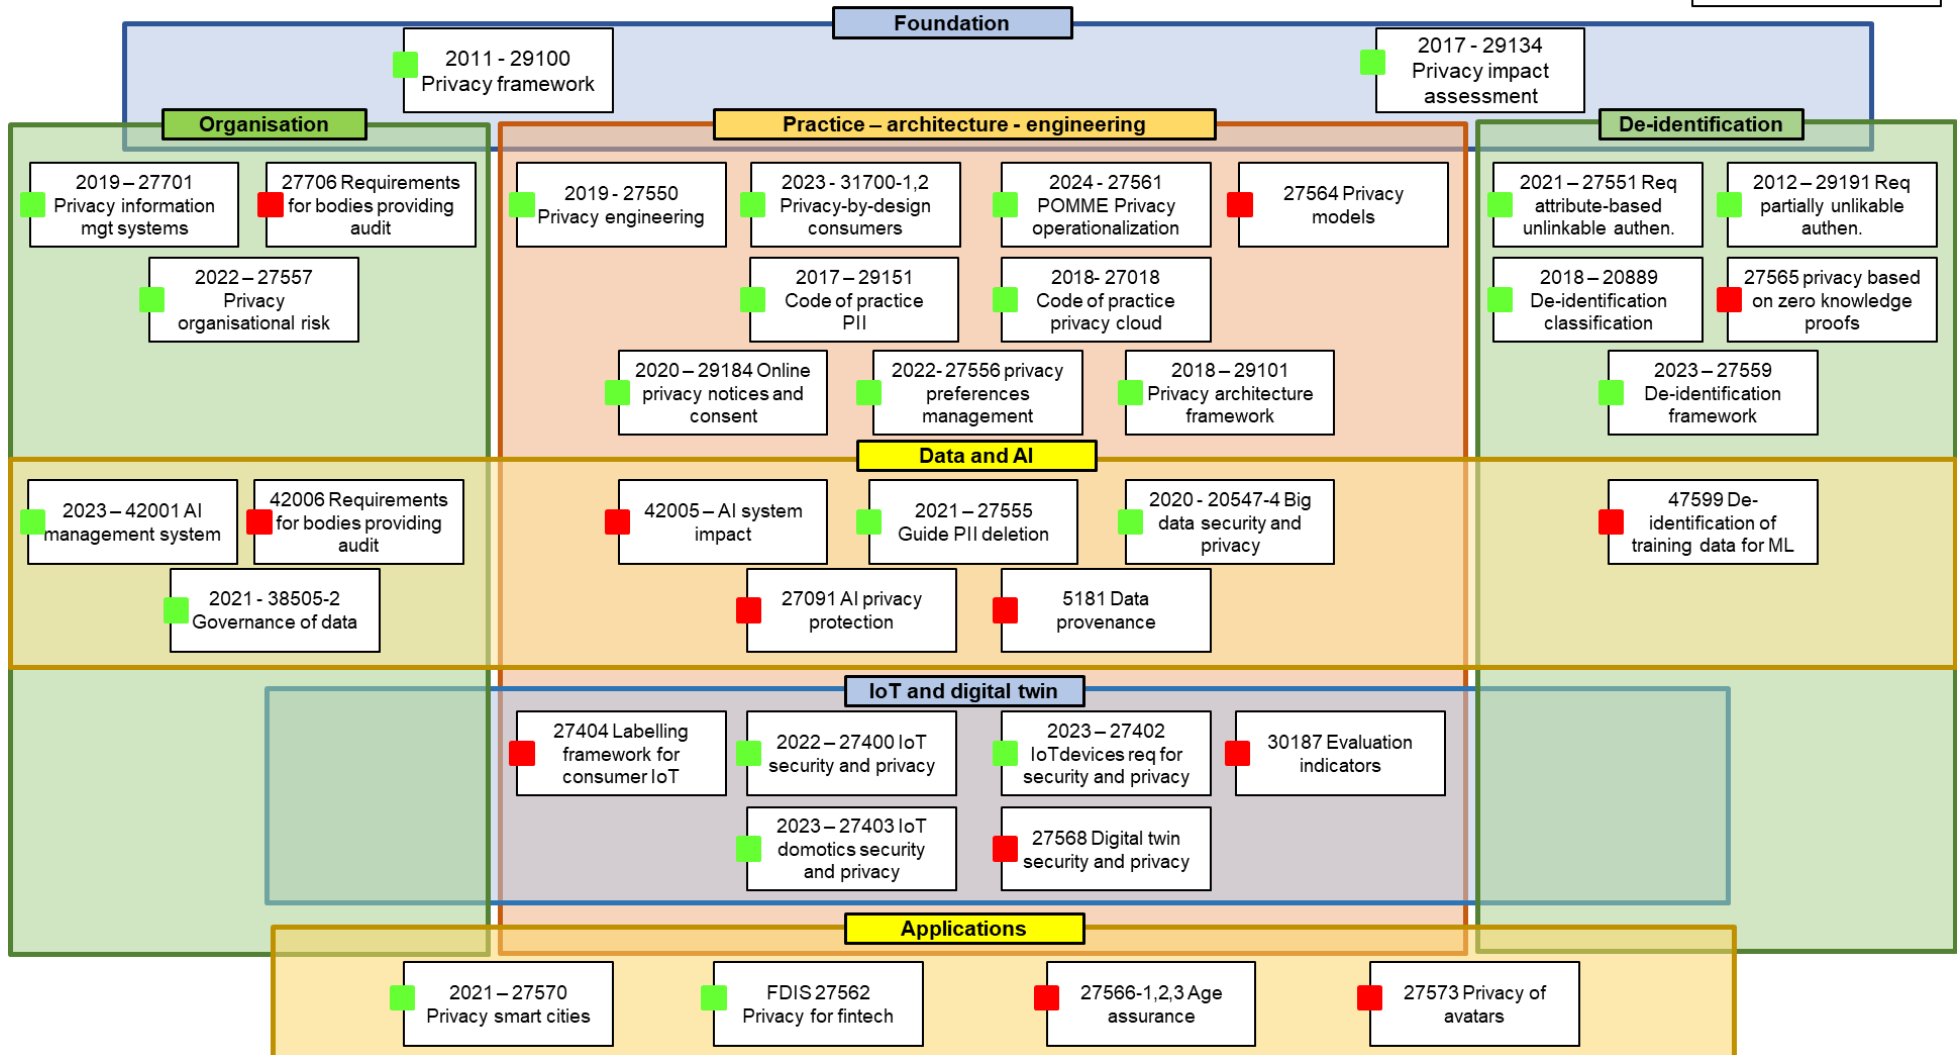 Foundation
2011 - 29100
Privacy framework
2017 - 29134
Privacy impact
assessment
Organisation
Practice – architecture - engineering
De-identification
2019 – 27701
Privacy information
mgt systems
27706 Requirements
for bodies providing
audit
2022 – 27557
Privacy
organisational risk
2019 - 27550
Privacy engineering
2023 - 31700-1,2
Privacy-by-design
consumers
2024 - 27561
POMME Privacy
operationalization
27564 Privacy
models
2017 – 29151
Code of practice
PII
2018- 27018
Code of practice
privacy cloud
2020 – 29184 Online
privacy notices and
consent
2022- 27556 privacy
preferences
management
2018 – 29101
Privacy architecture
framework
2021 – 27551 Req
attribute-based
unlinkable authen.
2012 – 29191 Req
partially unlikable
authen.
2018 – 20889
De-identification
classification
27565 privacy based
on zero knowledge
proofs
2023 – 27559
De-identification
framework
Data and AI
2023 – 42001 AI
management system
42006 Requirements
for bodies providing
audit
2021 - 38505-2
Governance of data
42005 – AI system
impact
2021 – 27555
Guide PII deletion
2020 - 20547-4 Big
data security and
privacy
27091 AI privacy
protection
5181 Data
provenance
47599 De-
identification of
training data for ML
IoT and digital twin
27404 Labelling
framework for
consumer IoT
2022 – 27400 IoT
security and privacy
2023 – 27402
IoTdevices req for
security and privacy
30187 Evaluation
indicators
2023 – 27403 IoT
domotics security
and privacy
27568 Digital twin
security and privacy
Applications
2021 – 27570
Privacy smart cities
FDIS 27562
Privacy for fintech
27566-1,2,3 Age
assurance
27573 Privacy of
avatars